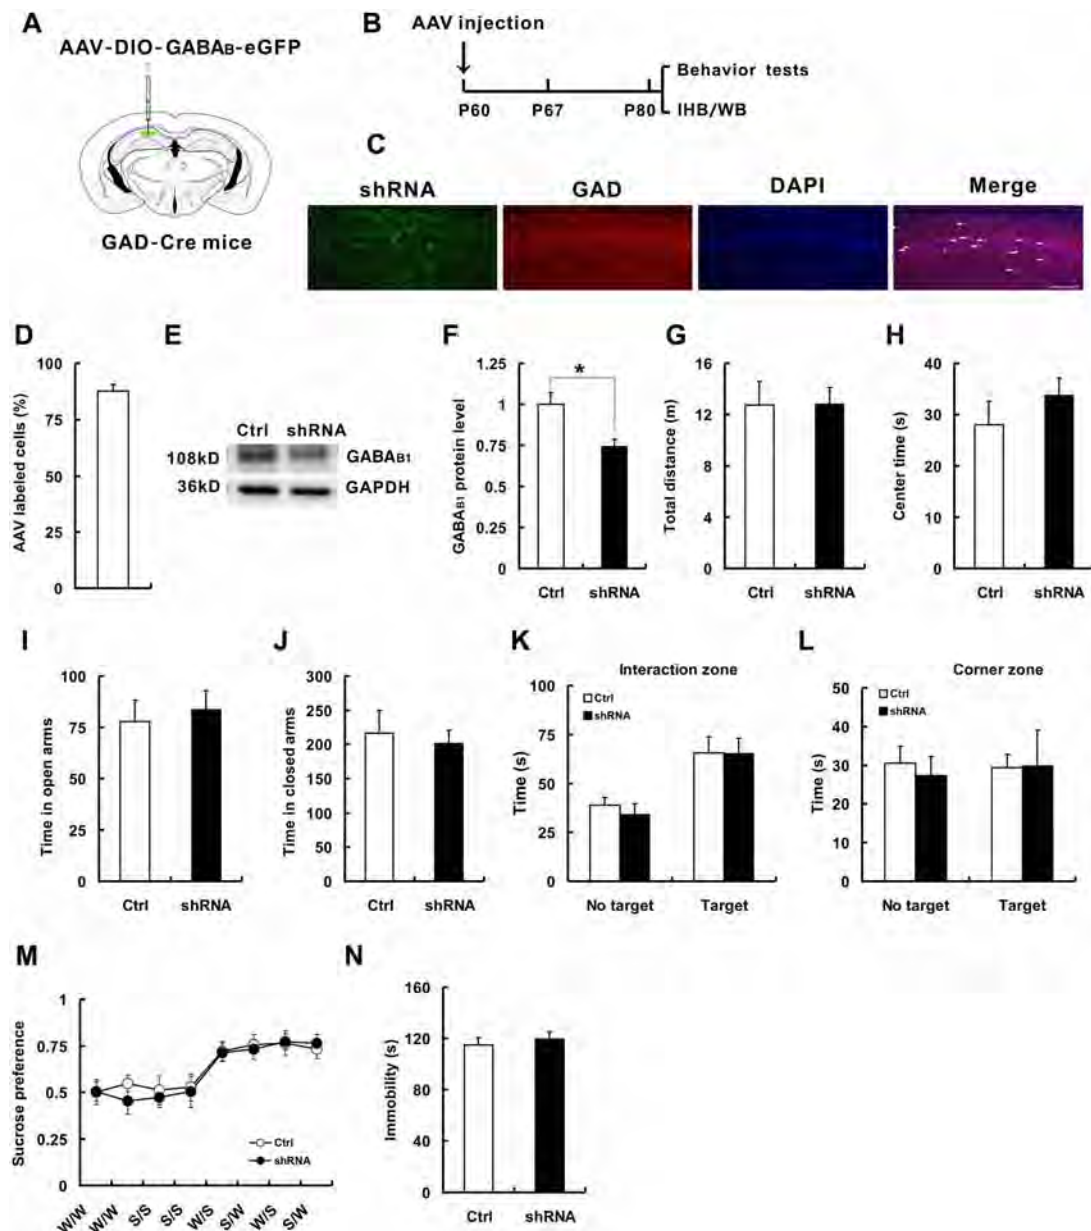 A
AAV-DIO-GABAB-eGFP
GAD-Cre mice
B
AAV injection
P60
P67
P80
Behavior tests
IHB/WB
C
shRNA
GAD
DAPI
Merge
D
AAV labeled cells (%)
100
75
50
25
0
E
Ctrl
shRNA
108kD
GABAB1
36kD
GAPDH
F
GABAB1 protein level
1.25
1
0.75
0.5
0.25
0
Ctrl
shRNA
G
Total distance (m)
16
12
8
4
0
Ctrl
shRNA
H
Center time (s)
40
30
20
10
0
Ctrl
shRNA
I
Time in open arms
100
75
50
25
0
Ctrl
shRNA
J
Time in closed arms
300
250
200
150
100
50
0
Ctrl
shRNA
K
Interaction zone
Ctrl
shRNA
Time (s)
100
75
50
25
0
No target
Target
L
Corner zone
Ctrl
shRNA
Time (s)
50
40
30
20
10
0
No target
Target
M
Sucrose preference
1
0.75
0.5
0.25
0
Ctrl
shRNA
W/W
W/W
S/S
S/S
W/S
S/W
W/S
S/W
N
Immobility (s)
160
120
80
40
0
Ctrl
shRNA